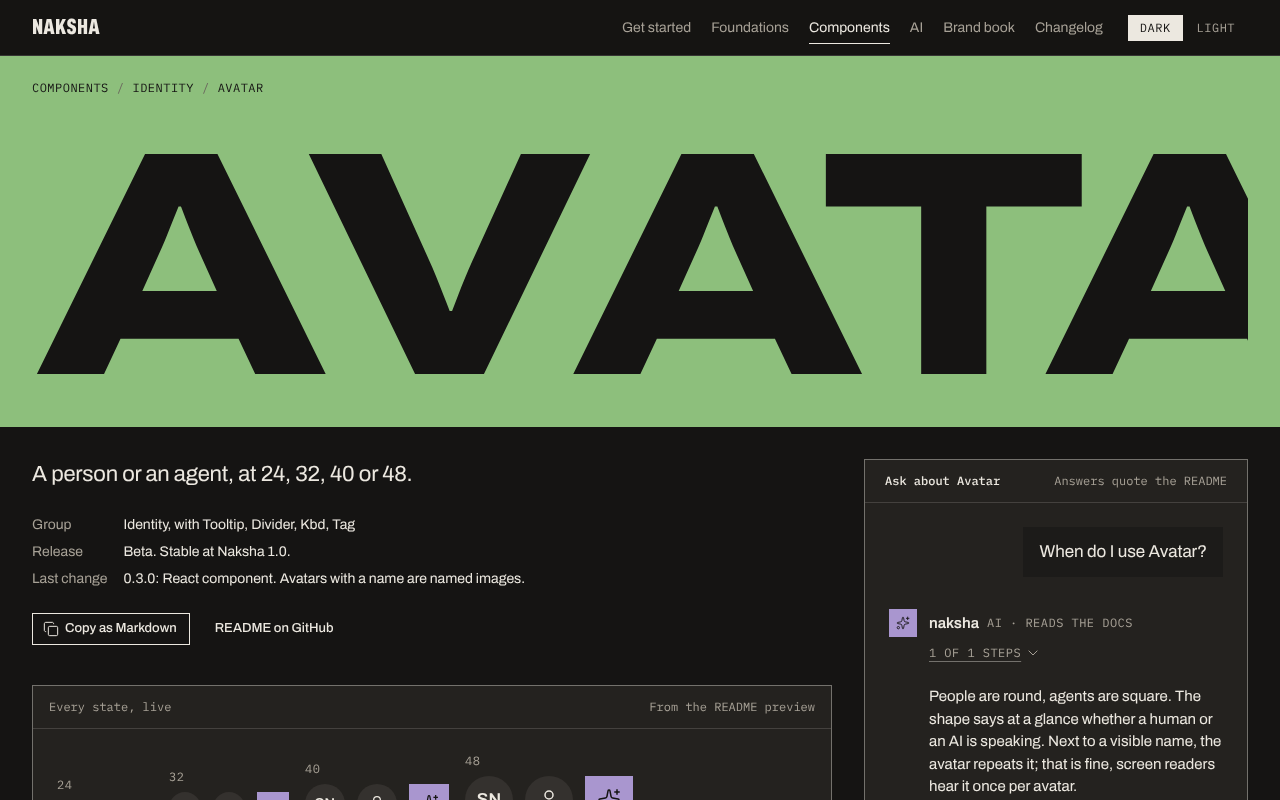 NAKSHA
Get started
Foundations
Components
AI
Brand book
Changelog
DARK
LIGHT
COMPONENTS / IDENTITY / AVATAR
AVATA
A person or an agent, at 24, 32, 40 or 48.
Group Identity, with Tooltip, Divider, Kbd, Tag
Release Beta. Stable at Naksha 1.0.
Last change 0.3.0: React component. Avatars with a name are named images.
Copy as Markdown
README on GitHub
Every state, live
From the README preview
24
32
40
48
SN
SN
Ask about Avatar
Answers quote the README
When do I use Avatar?
naksha AI · READS THE DOCS
1 OF 1 STEPS
People are round, agents are square. The
shape says at a glance whether a human or
an AI is speaking. Next to a visible name, the
avatar repeats it; that is fine, screen readers
hear it once per avatar.